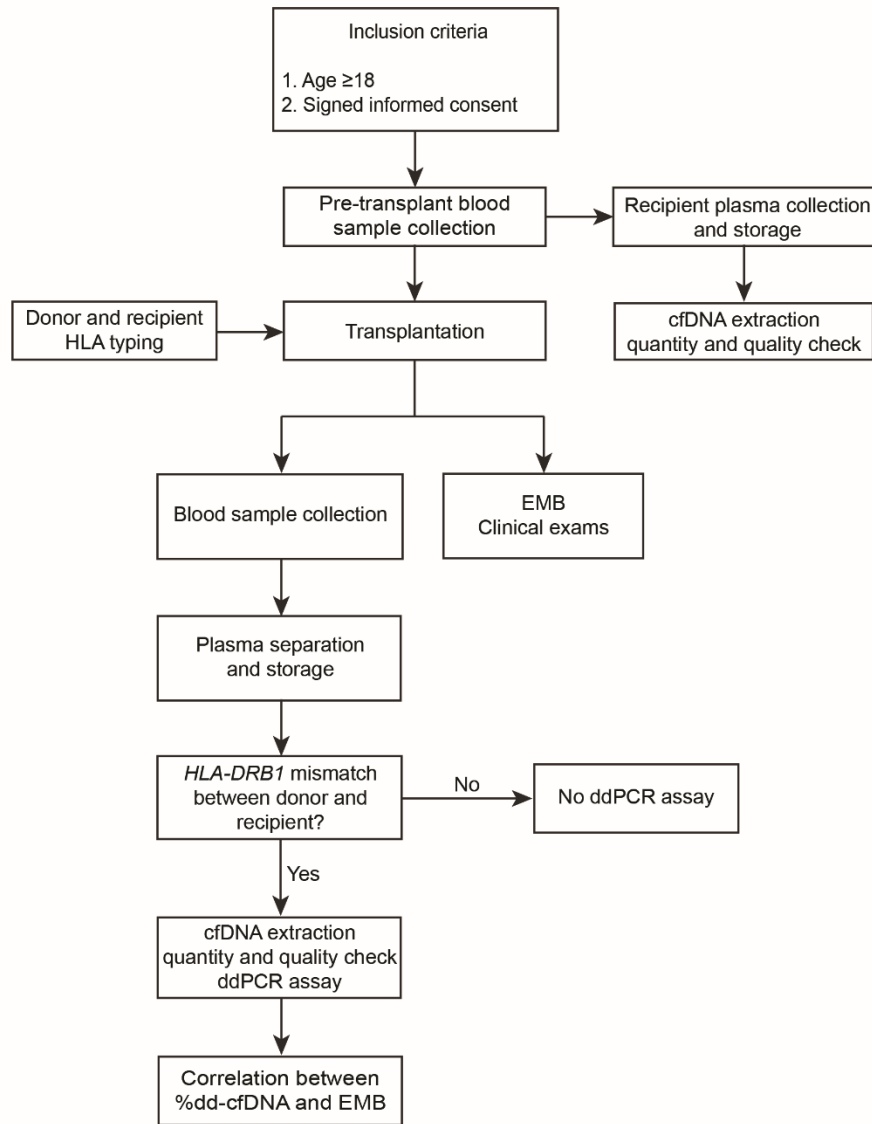 Inclusion criteria
1. Age ≥18
2. Signed informed consent
Pre-transplant blood
sample collection
Recipient plasma collection
and storage
Donor and recipient
HLA typing
Transplantation
cfDNA extraction
quantity and quality check
Blood sample collection
EMB
Clinical exams
Plasma separation
and storage
HLA-DRB1 mismatch
between donor and
recipient?
No
No ddPCR assay
Yes
cfDNA extraction
quantity and quality check
ddPCR assay
Correlation between
%dd-cfDNA and EMB